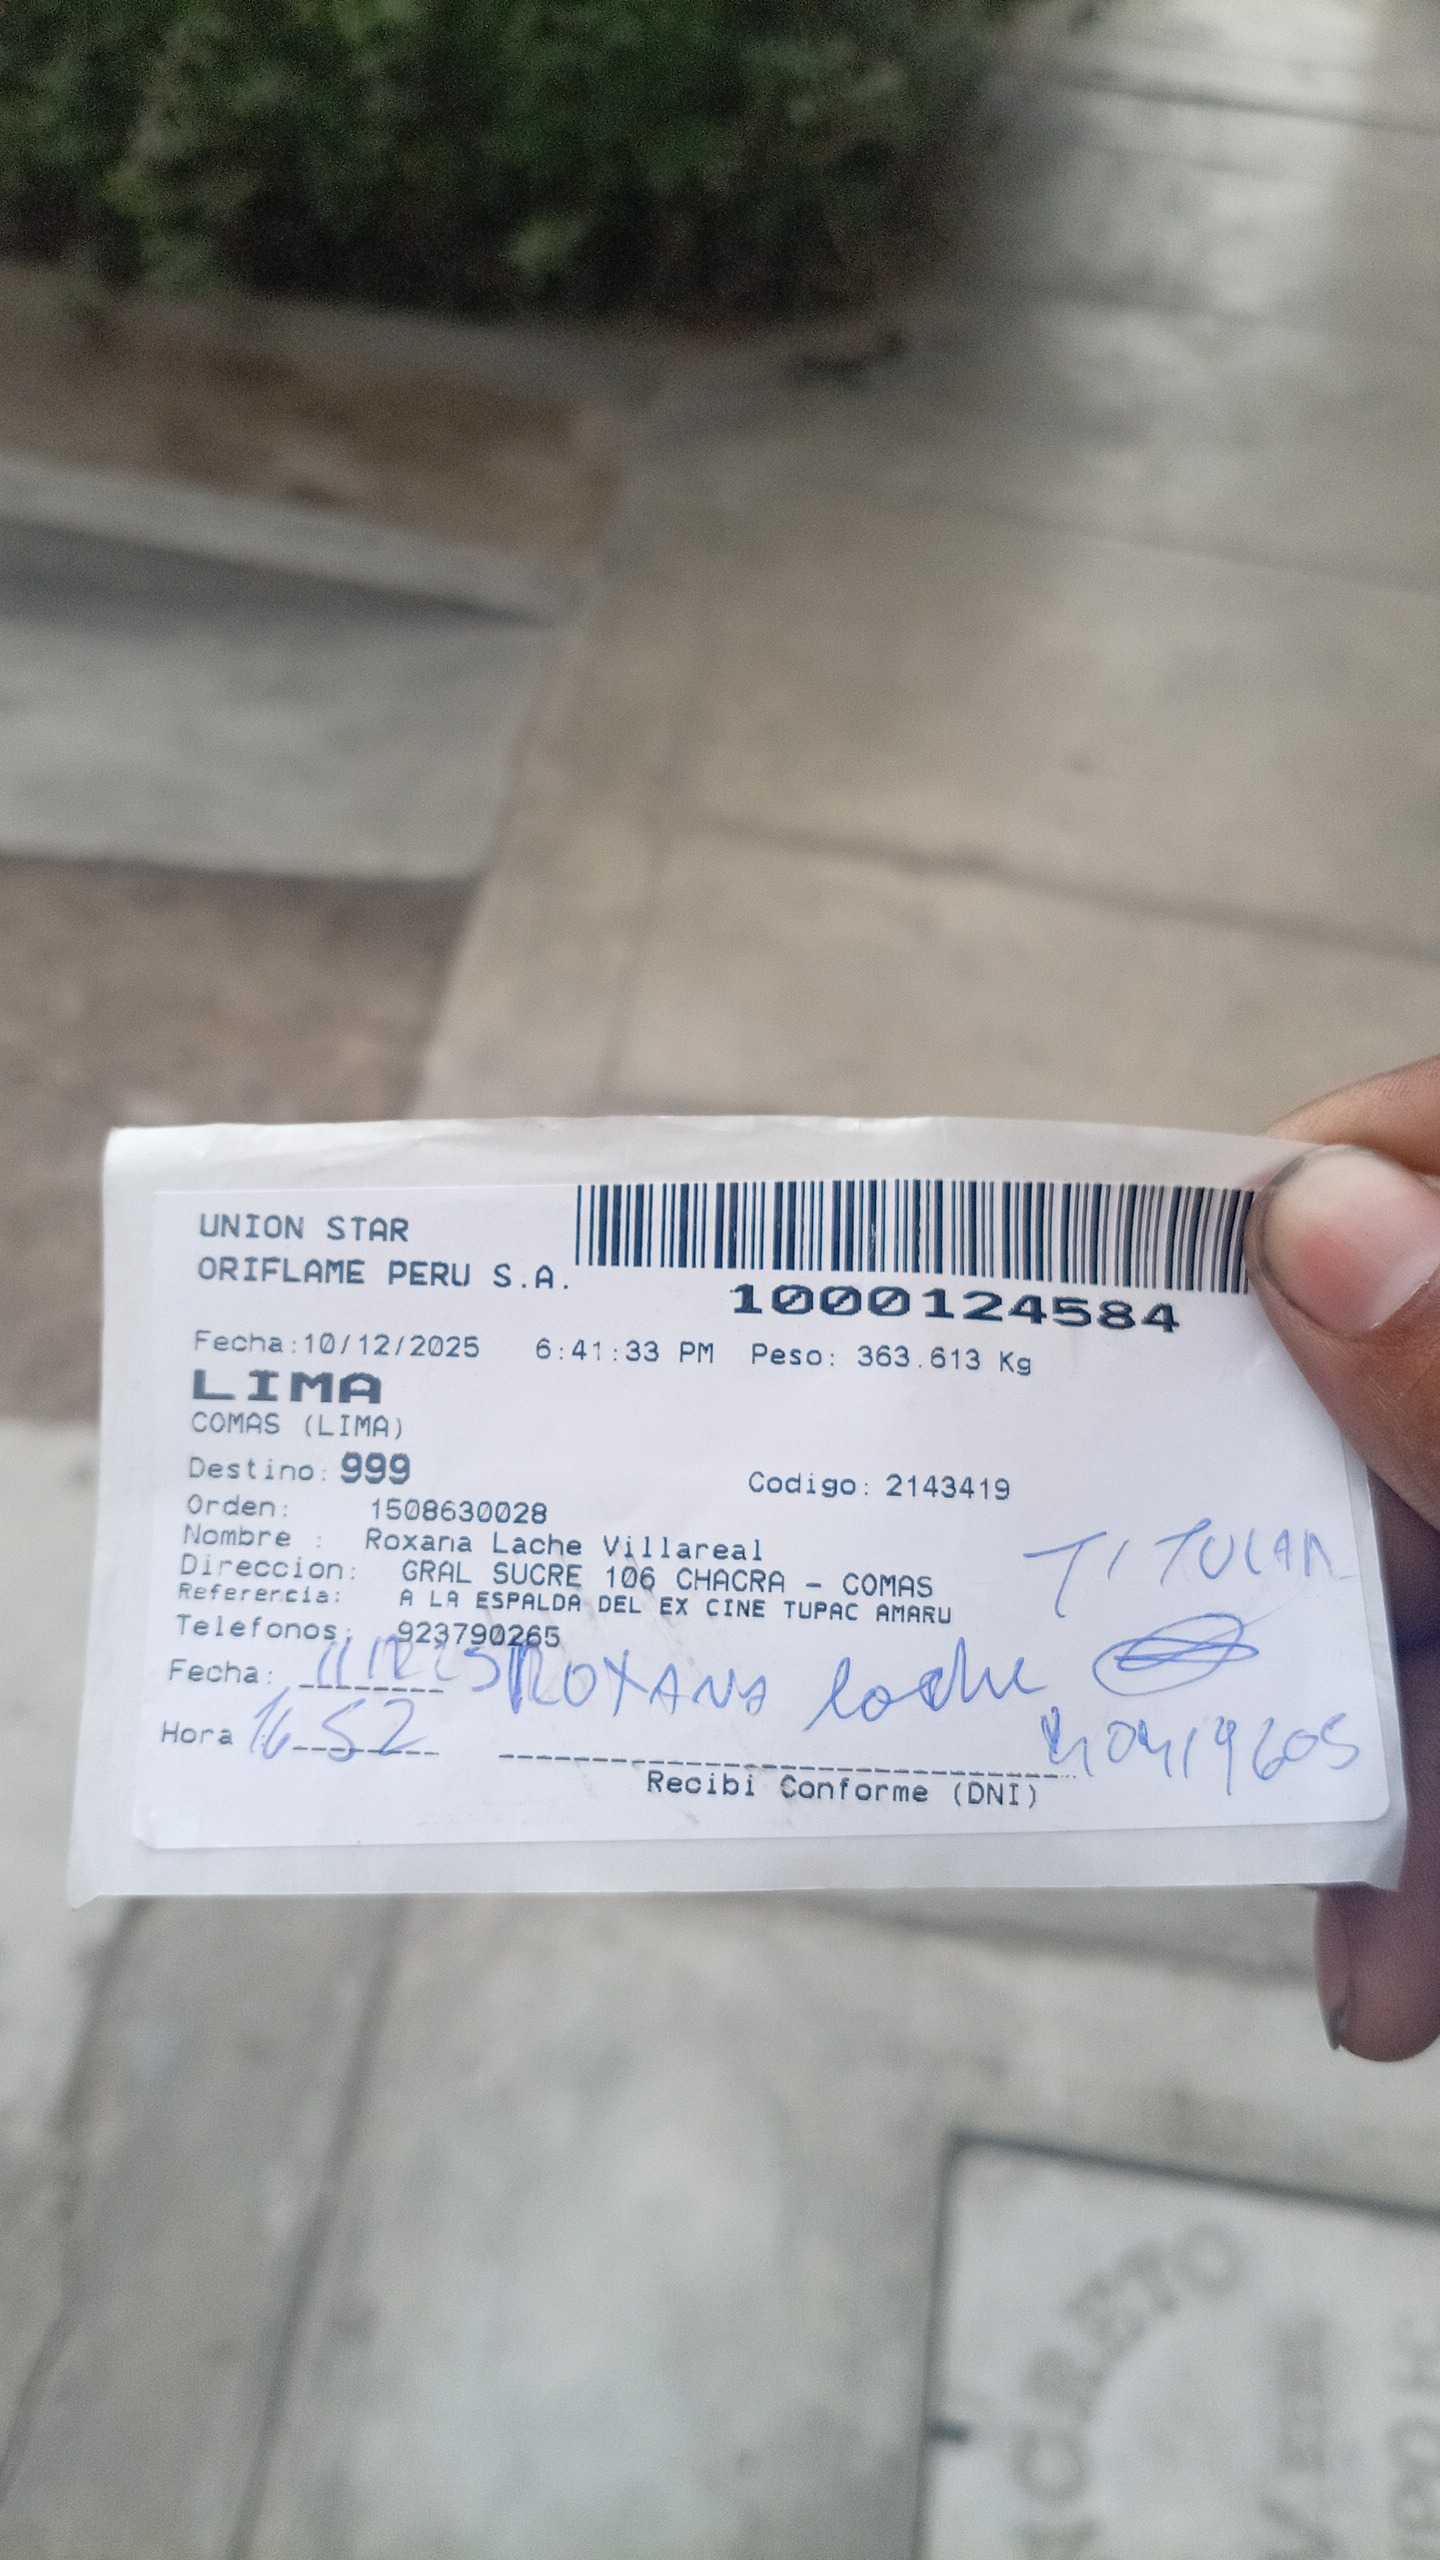 UNION STAR
ORIFLAME PERU S.A.
1000124584
Fecha:10/12/2025 6:41:33 PM Peso: 363.613 Kg
LIMA
COMAS (LIMA)
Destino: 999 Codigo: 2143419
Orden: 1508630028
Nombre : Roxana Lache Villareal
Direccion: GRAL SUCRE 106 CHACRA - COMAS
TITULAR
Referencia: A LA ESPALDA DEL EX CINE TUPAC AMARU
Telefonos: 923790265
Fecha: 11/12/25 ROXANA Lache
Hora 16 52
Recibi Conforme (DNI)
CRETO